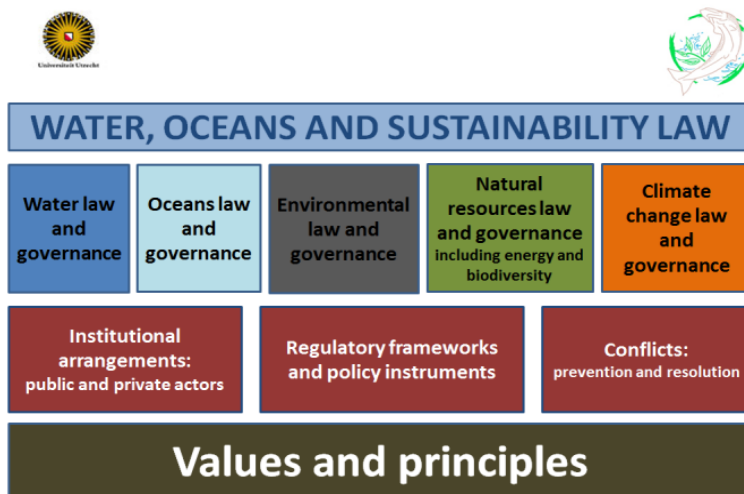 Universiteit Utrecht
WATER, OCEANS AND SUSTAINABILITY LAW
Water law
and
governance
Oceans law
and
governance
Environmental
law and
governance
Natural
resources law
and governance
including energy and
biodiversity
Climate
change law
and
governance
Institutional
arrangements:
public and private actors
Regulatory frameworks
and policy instruments
Conflicts:
prevention and resolution
Values and principles